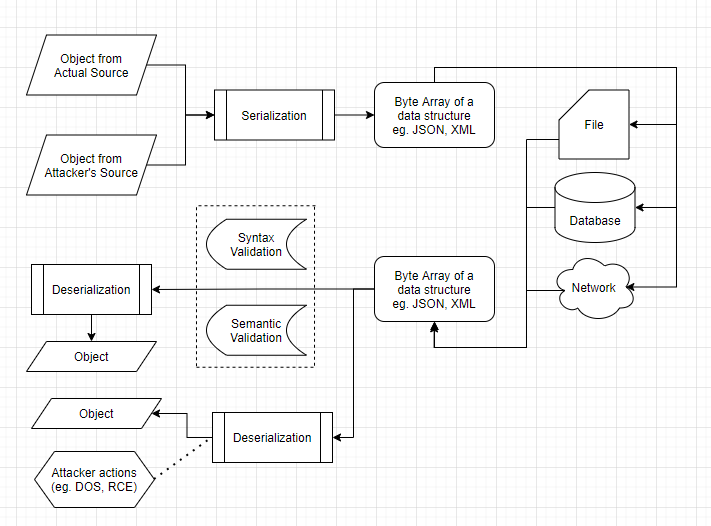 Object from
Actual Source
Object from
Attacker's Source
Serialization
Byte Array of a
data structure
eg. JSON, XML
File
Database
Network
Byte Array of a
data structure
eg. JSON, XML
Syntax
Validation
Semantic
Validation
Deserialization
Object
Object
Deserialization
Attacker actions
(eg. DOS, RCE)